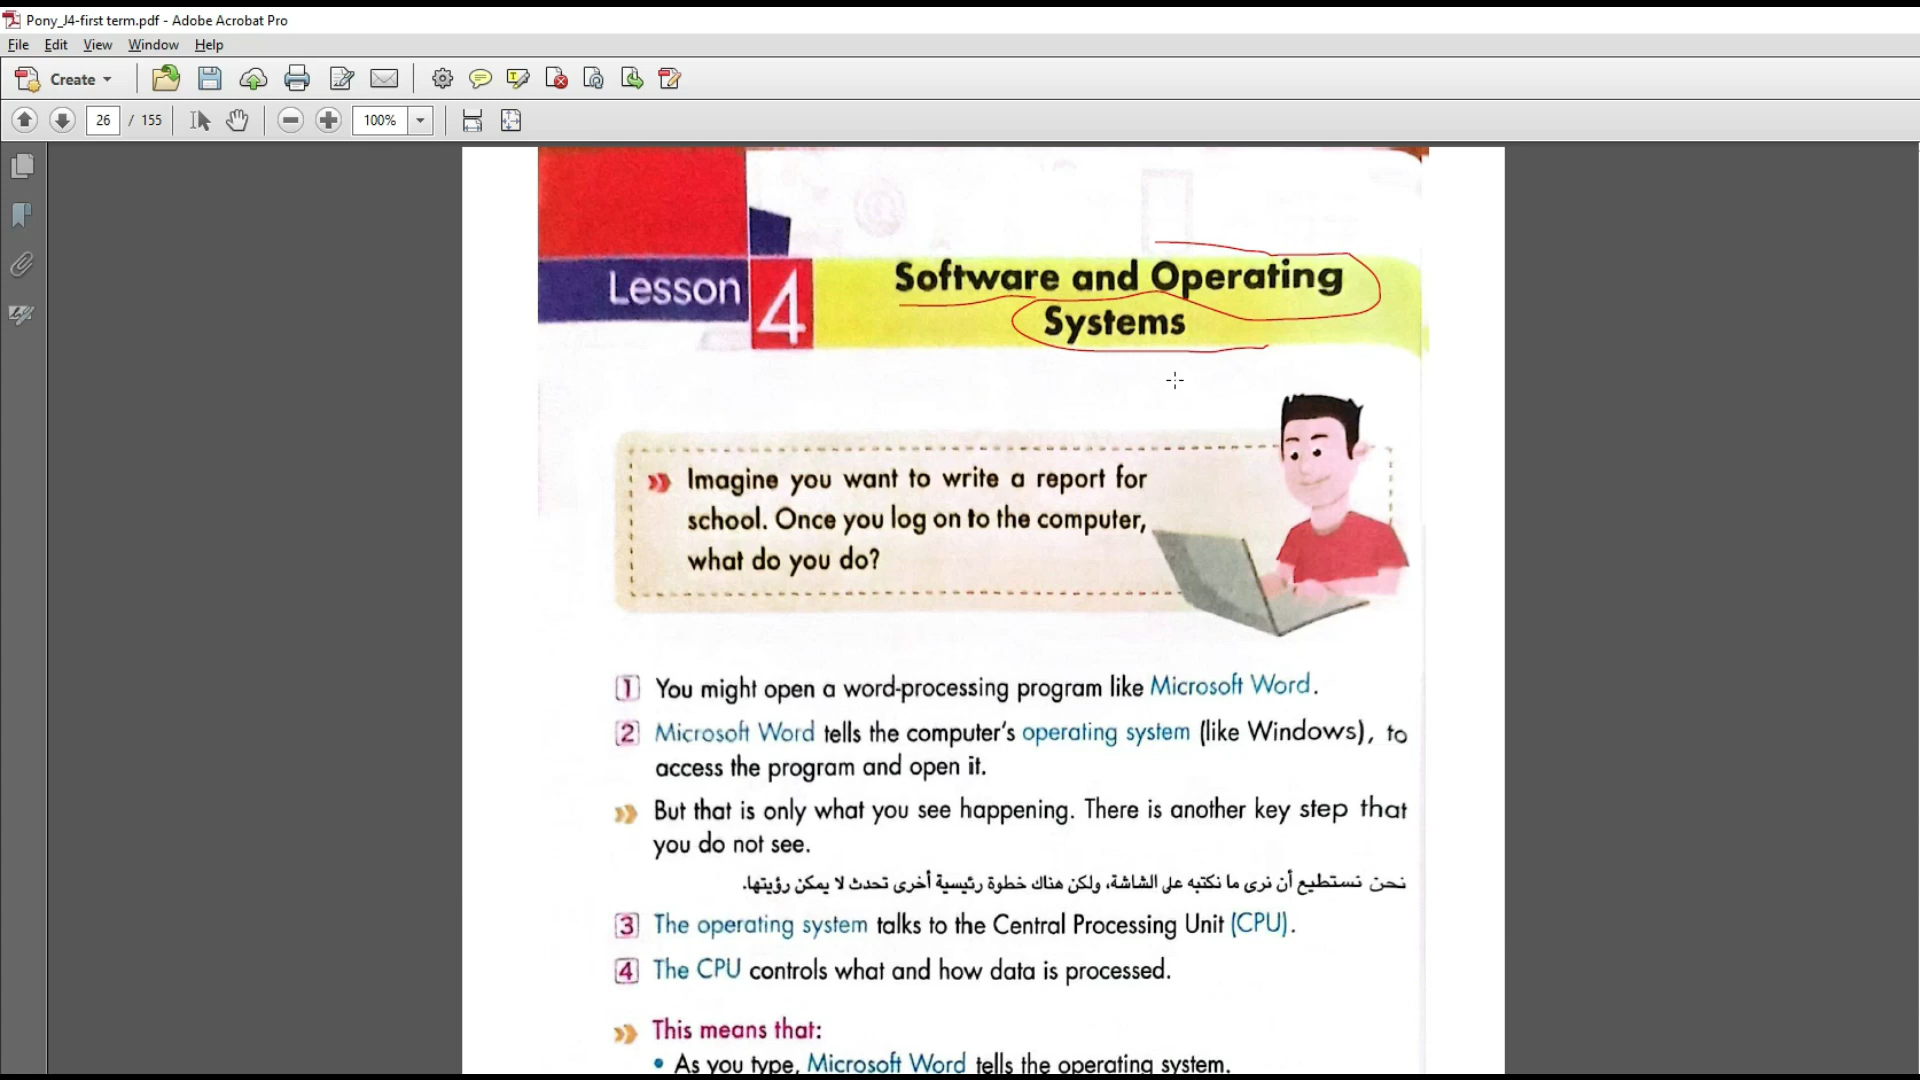 Pony_J4-first term.pdf - Adobe Acrobat Pro
File Edit View Window Help
Create
26 / 155 100%
Lesson 4
Software and Operating
Systems
Imagine you want to write a report for
school. Once you log on to the computer,
what do you do?
1 You might open a word-processing program like Microsoft Word.
2 Microsoft Word tells the computer's operating system (like Windows), to
access the program and open it.
But that is only what you see happening. There is another key step that
you do not see.
نحن نستطيع أن نرى ما نكتبه على الشاشة، ولكن هناك خطوة رئيسية أخرى تحدث لا يمكن رؤيتها.
3 The operating system talks to the Central Processing Unit (CPU).
4 The CPU controls what and how data is processed.
This means that:
• As you type, Microsoft Word tells the operating system.